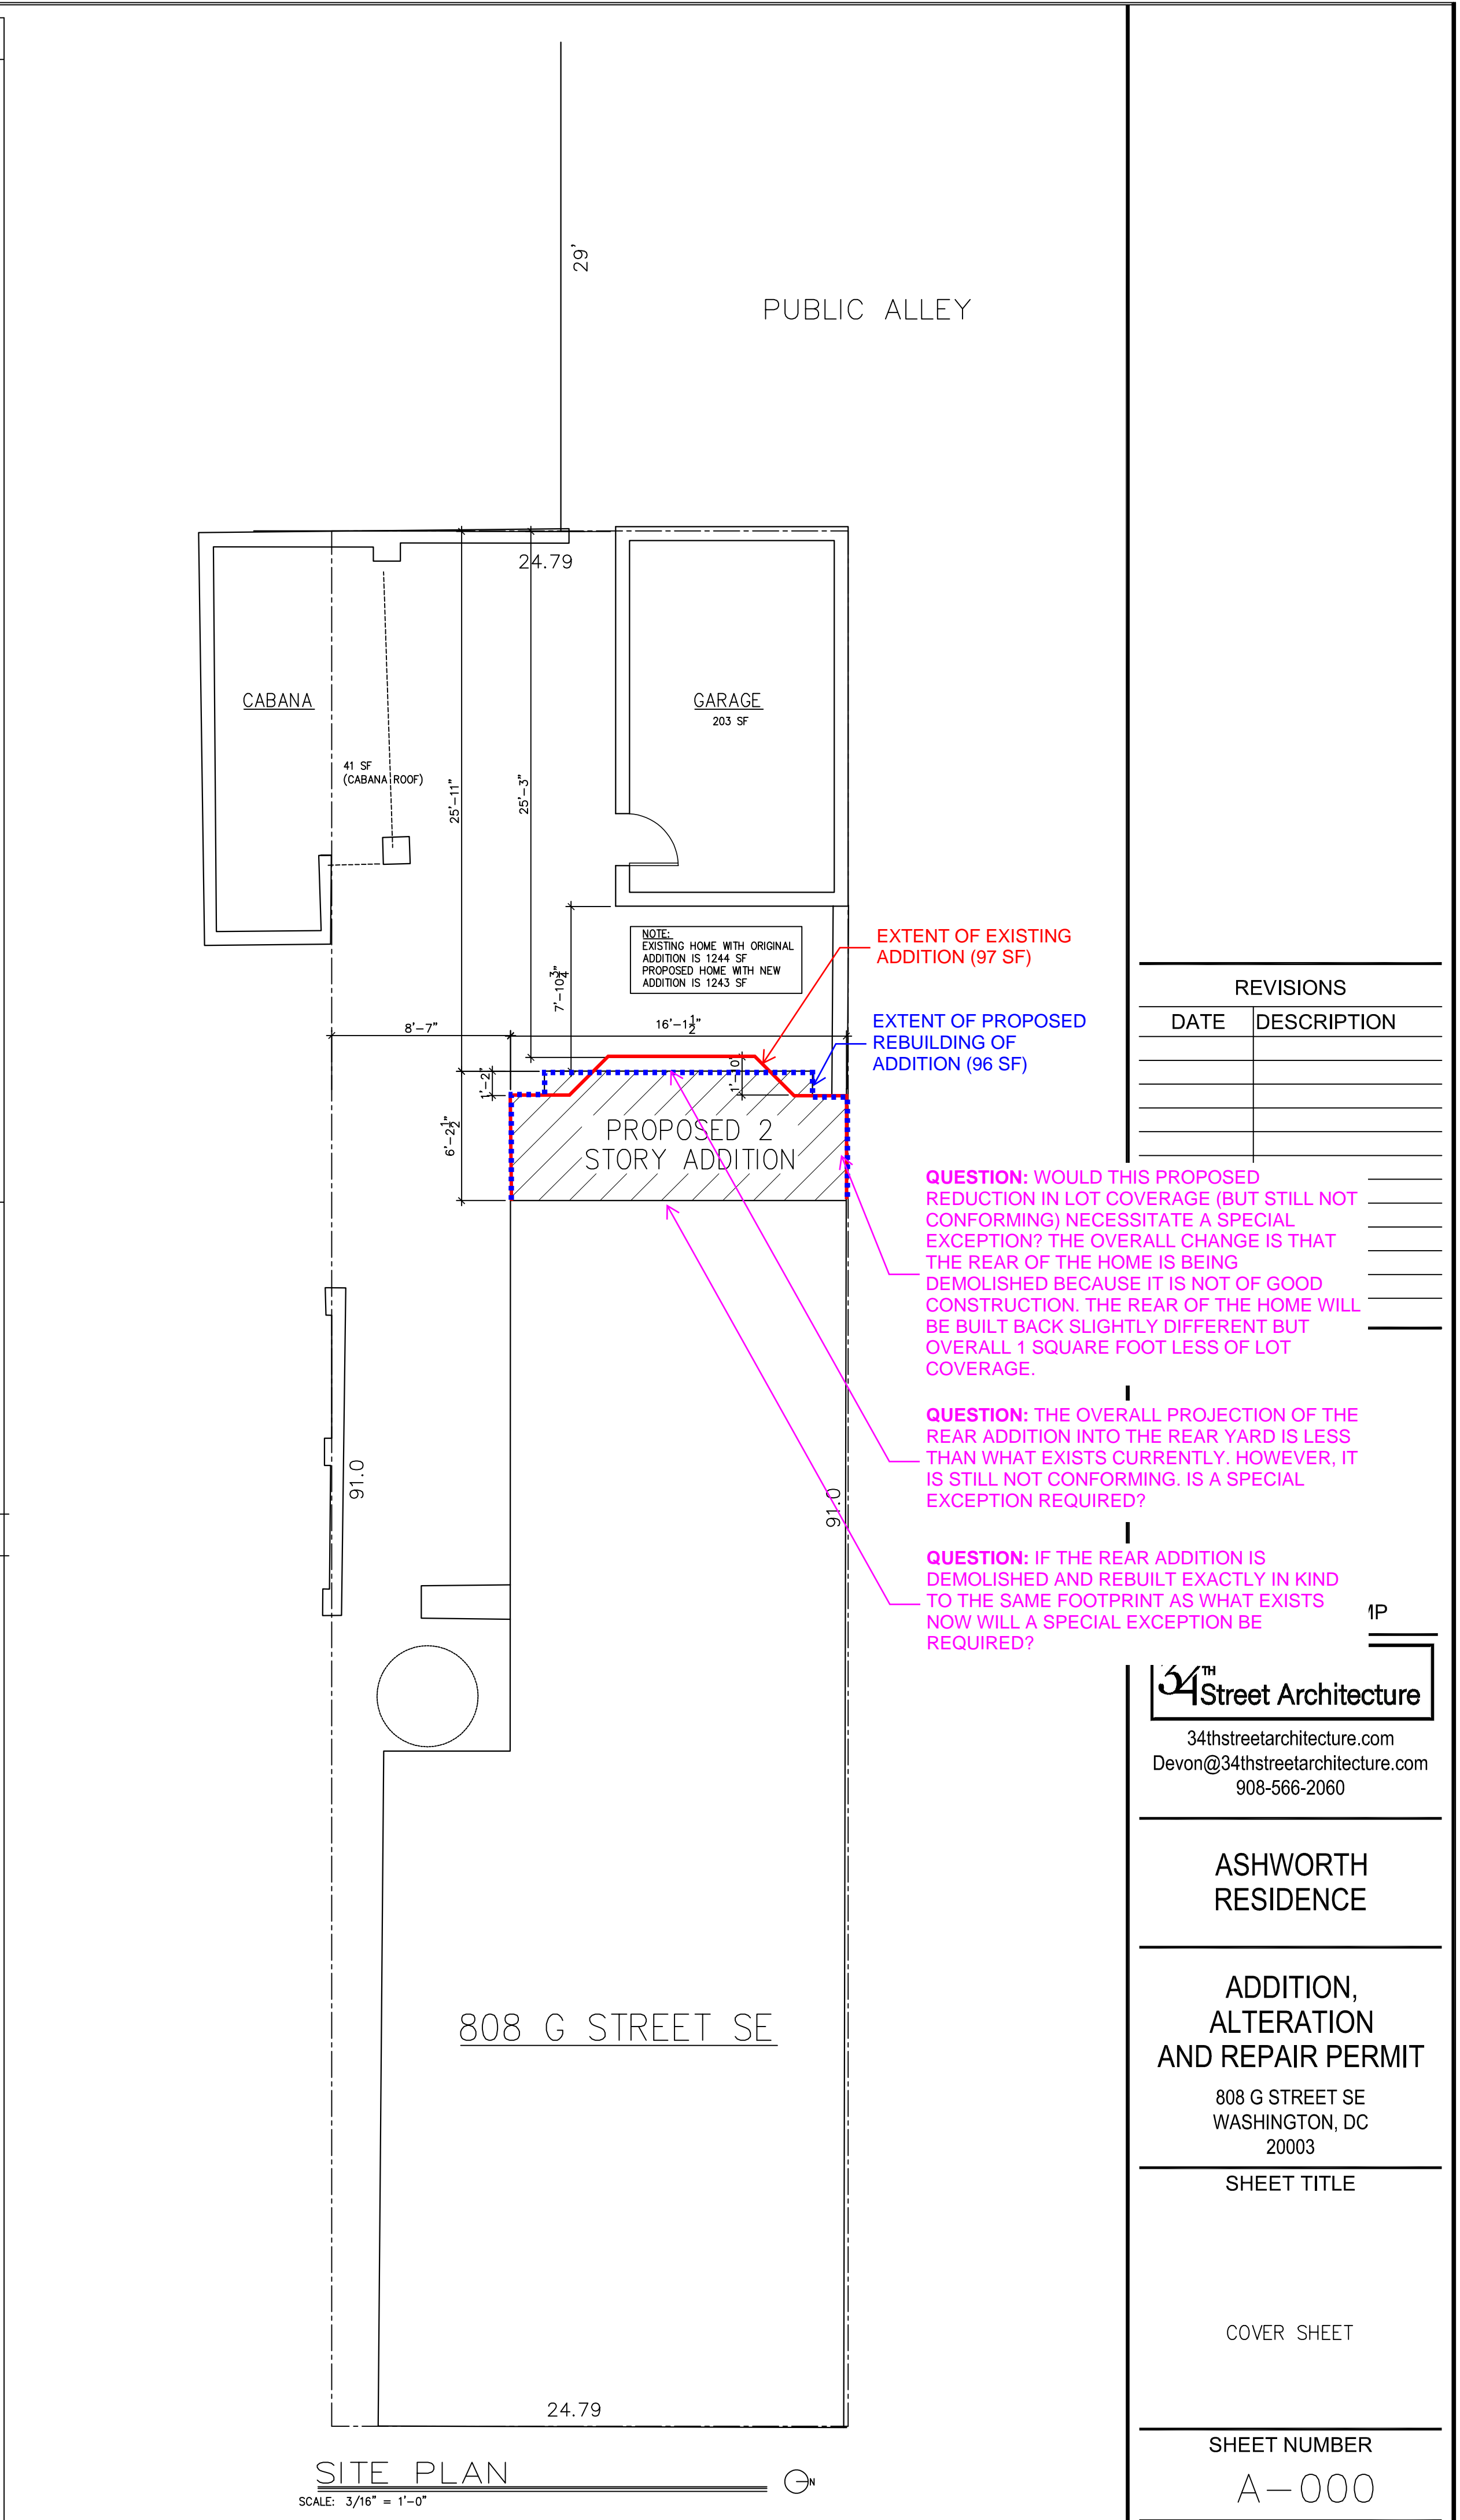 29'
PUBLIC ALLEY
24.79
CABANA
GARAGE
203 SF
41 SF
(CABANA ROOF)
25'-11"
25'-3"
NOTE:
EXISTING HOME WITH ORIGINAL
ADDITION IS 1244 SF
PROPOSED HOME WITH NEW
ADDITION IS 1243 SF
7'-10 3/4"
EXTENT OF EXISTING
ADDITION (97 SF)
EXTENT OF PROPOSED
REBUILDING OF
ADDITION (96 SF)
8'-7"
16'-1 1/2"
1'-2"
1'-10"
6'-2 1/2"
PROPOSED 2
STORY ADDITION
QUESTION: WOULD THIS PROPOSED
REDUCTION IN LOT COVERAGE (BUT STILL NOT
CONFORMING) NECESSITATE A SPECIAL
EXCEPTION? THE OVERALL CHANGE IS THAT
THE REAR OF THE HOME IS BEING
DEMOLISHED BECAUSE IT IS NOT OF GOOD
CONSTRUCTION. THE REAR OF THE HOME WILL
BE BUILT BACK SLIGHTLY DIFFERENT BUT
OVERALL 1 SQUARE FOOT LESS OF LOT
COVERAGE.
QUESTION: THE OVERALL PROJECTION OF THE
REAR ADDITION INTO THE REAR YARD IS LESS
THAN WHAT EXISTS CURRENTLY. HOWEVER, IT
IS STILL NOT CONFORMING. IS A SPECIAL
EXCEPTION REQUIRED?
QUESTION: IF THE REAR ADDITION IS
DEMOLISHED AND REBUILT EXACTLY IN KIND
TO THE SAME FOOTPRINT AS WHAT EXISTS
NOW WILL A SPECIAL EXCEPTION BE
REQUIRED?
91.0
91.0
808 G STREET SE
24.79
SITE PLAN
N
SCALE: 3/16" = 1'-0"
REVISIONS
DATE DESCRIPTION
34TH
Street Architecture
34thstreetarchitecture.com
Devon@34thstreetarchitecture.com
908-566-2060
ASHWORTH
RESIDENCE
ADDITION,
ALTERATION
AND REPAIR PERMIT
808 G STREET SE
WASHINGTON, DC
20003
SHEET TITLE
COVER SHEET
SHEET NUMBER
A-000